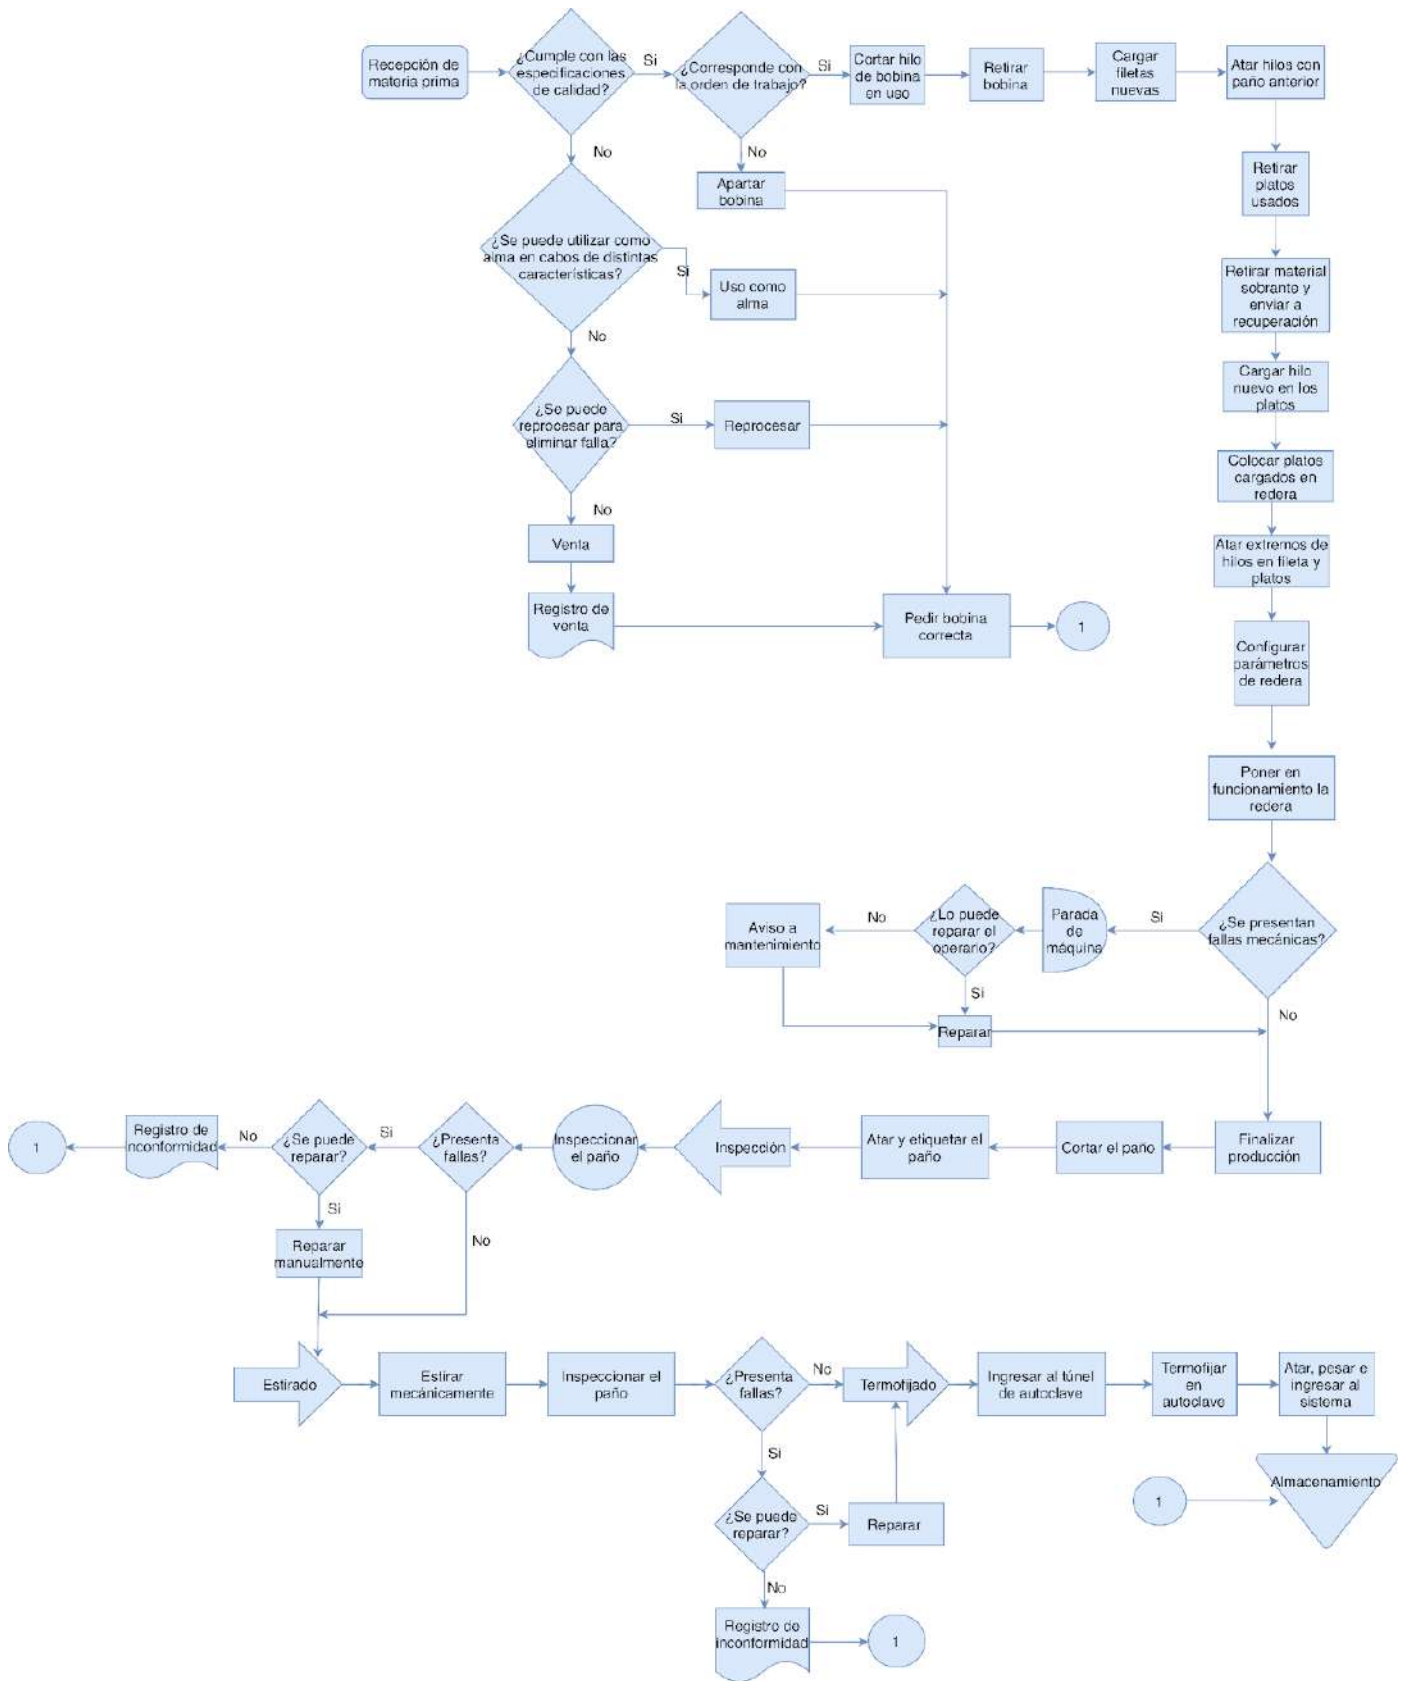 Recepción de
materia prima
¿Cumple con las
especificaciones
de calidad?
Si
¿Corresponde con
la orden de trabajo?
Si
Cortar hilo
de bobina
en uso
Retirar
bobina
Cargar
filetas
nuevas
Atar hilos con
paño anterior
No
No
Apartar
bobina
Retirar
platos
usados
¿Se puede utilizar como
alma en cabos de distintas
características?
Si
Uso como
alma
Retirar material
sobrante y
enviar a
recuperación
No
Cargar hilo
nuevo en los
platos
¿Se puede
reprocesar para
eliminar falla?
Si
Reprocesar
Colocar platos
cargados en
redera
No
Venta
Atar extremos de
hilos en fileta y
platos
Registro de
venta
Pedir bobina
correcta
1
Configurar
parámetros
de redera
Poner en
funcionamiento la
redera
Aviso a
mantenimiento
No
¿Lo puede
reparar el
operario?
Parada
de
máquina
Si
¿Se presentan
fallas mecánicas?
Si
No
Reparar
1
Registro de
inconformidad
No
¿Se puede
reparar?
Si
¿Presenta
fallas?
Inspeccionar
el paño
Inspección
Atar y etiquetar el
paño
Cortar el paño
Finalizar
producción
Si
No
Reparar
manualmente
Estirado
Estirar
mecánicamente
Inspeccionar el
paño
¿Presenta
fallas?
No
Termofijado
Ingresar al túnel
de autoclave
Termofijar
en
autoclave
Atar, pesar e
ingresar al
sistema
Si
Almacenamiento
1
¿Se puede
reparar?
Si
Reparar
No
Registro de
inconformidad
1